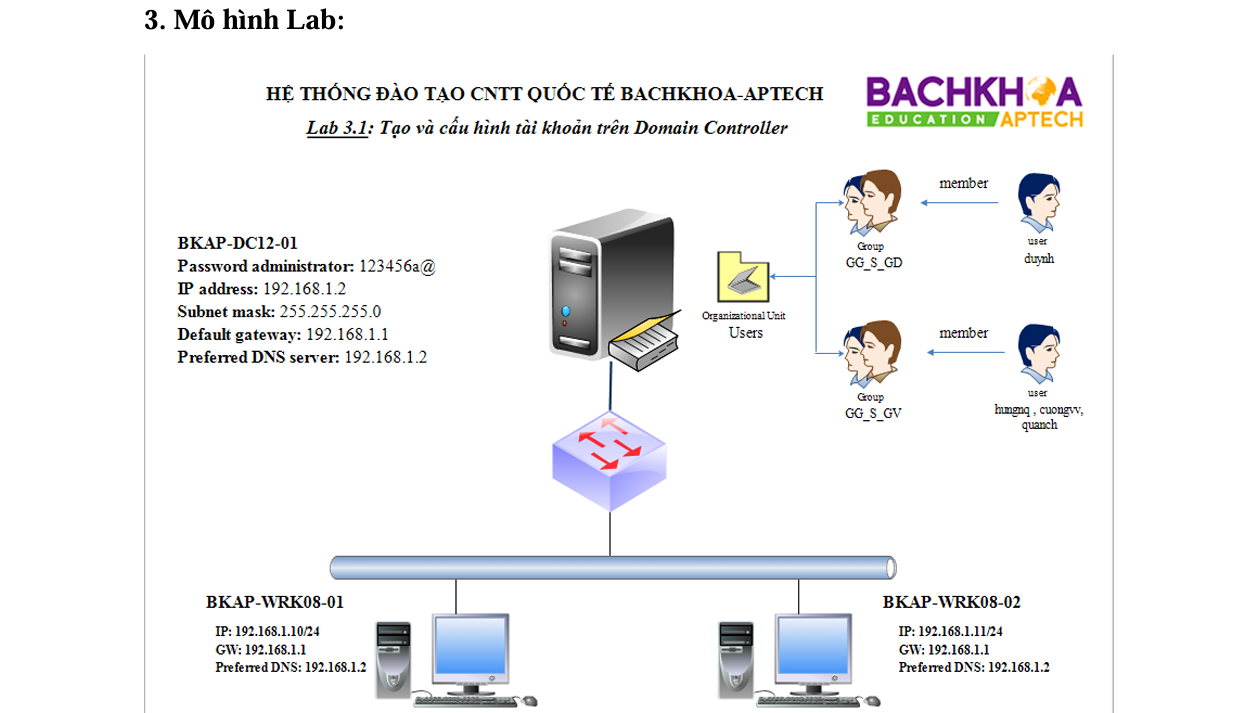 3. Mô hình Lab:
HỆ THỐNG ĐÀO TẠO CNTT QUỐC TẾ BACHKHOA-APTECH
Lab 3.1: Tạo và cấu hình tài khoản trên Domain Controller
BACHKHOA
EDUCATION APTECH
BKAP-DC12-01
Password administrator: 123456a@
IP address: 192.168.1.2
Subnet mask: 255.255.255.0
Default gateway: 192.168.1.1
Preferred DNS server: 192.168.1.2
Organizational Unit
Users
Group
GG_S_GD
member
user
duynh
Group
GG_S_GV
member
user
hungnq , cuongvv,
quanch
BKAP-WRK08-01
IP: 192.168.1.10/24
GW: 192.168.1.1
Preferred DNS: 192.168.1.2
BKAP-WRK08-02
IP: 192.168.1.11/24
GW: 192.168.1.1
Preferred DNS: 192.168.1.2